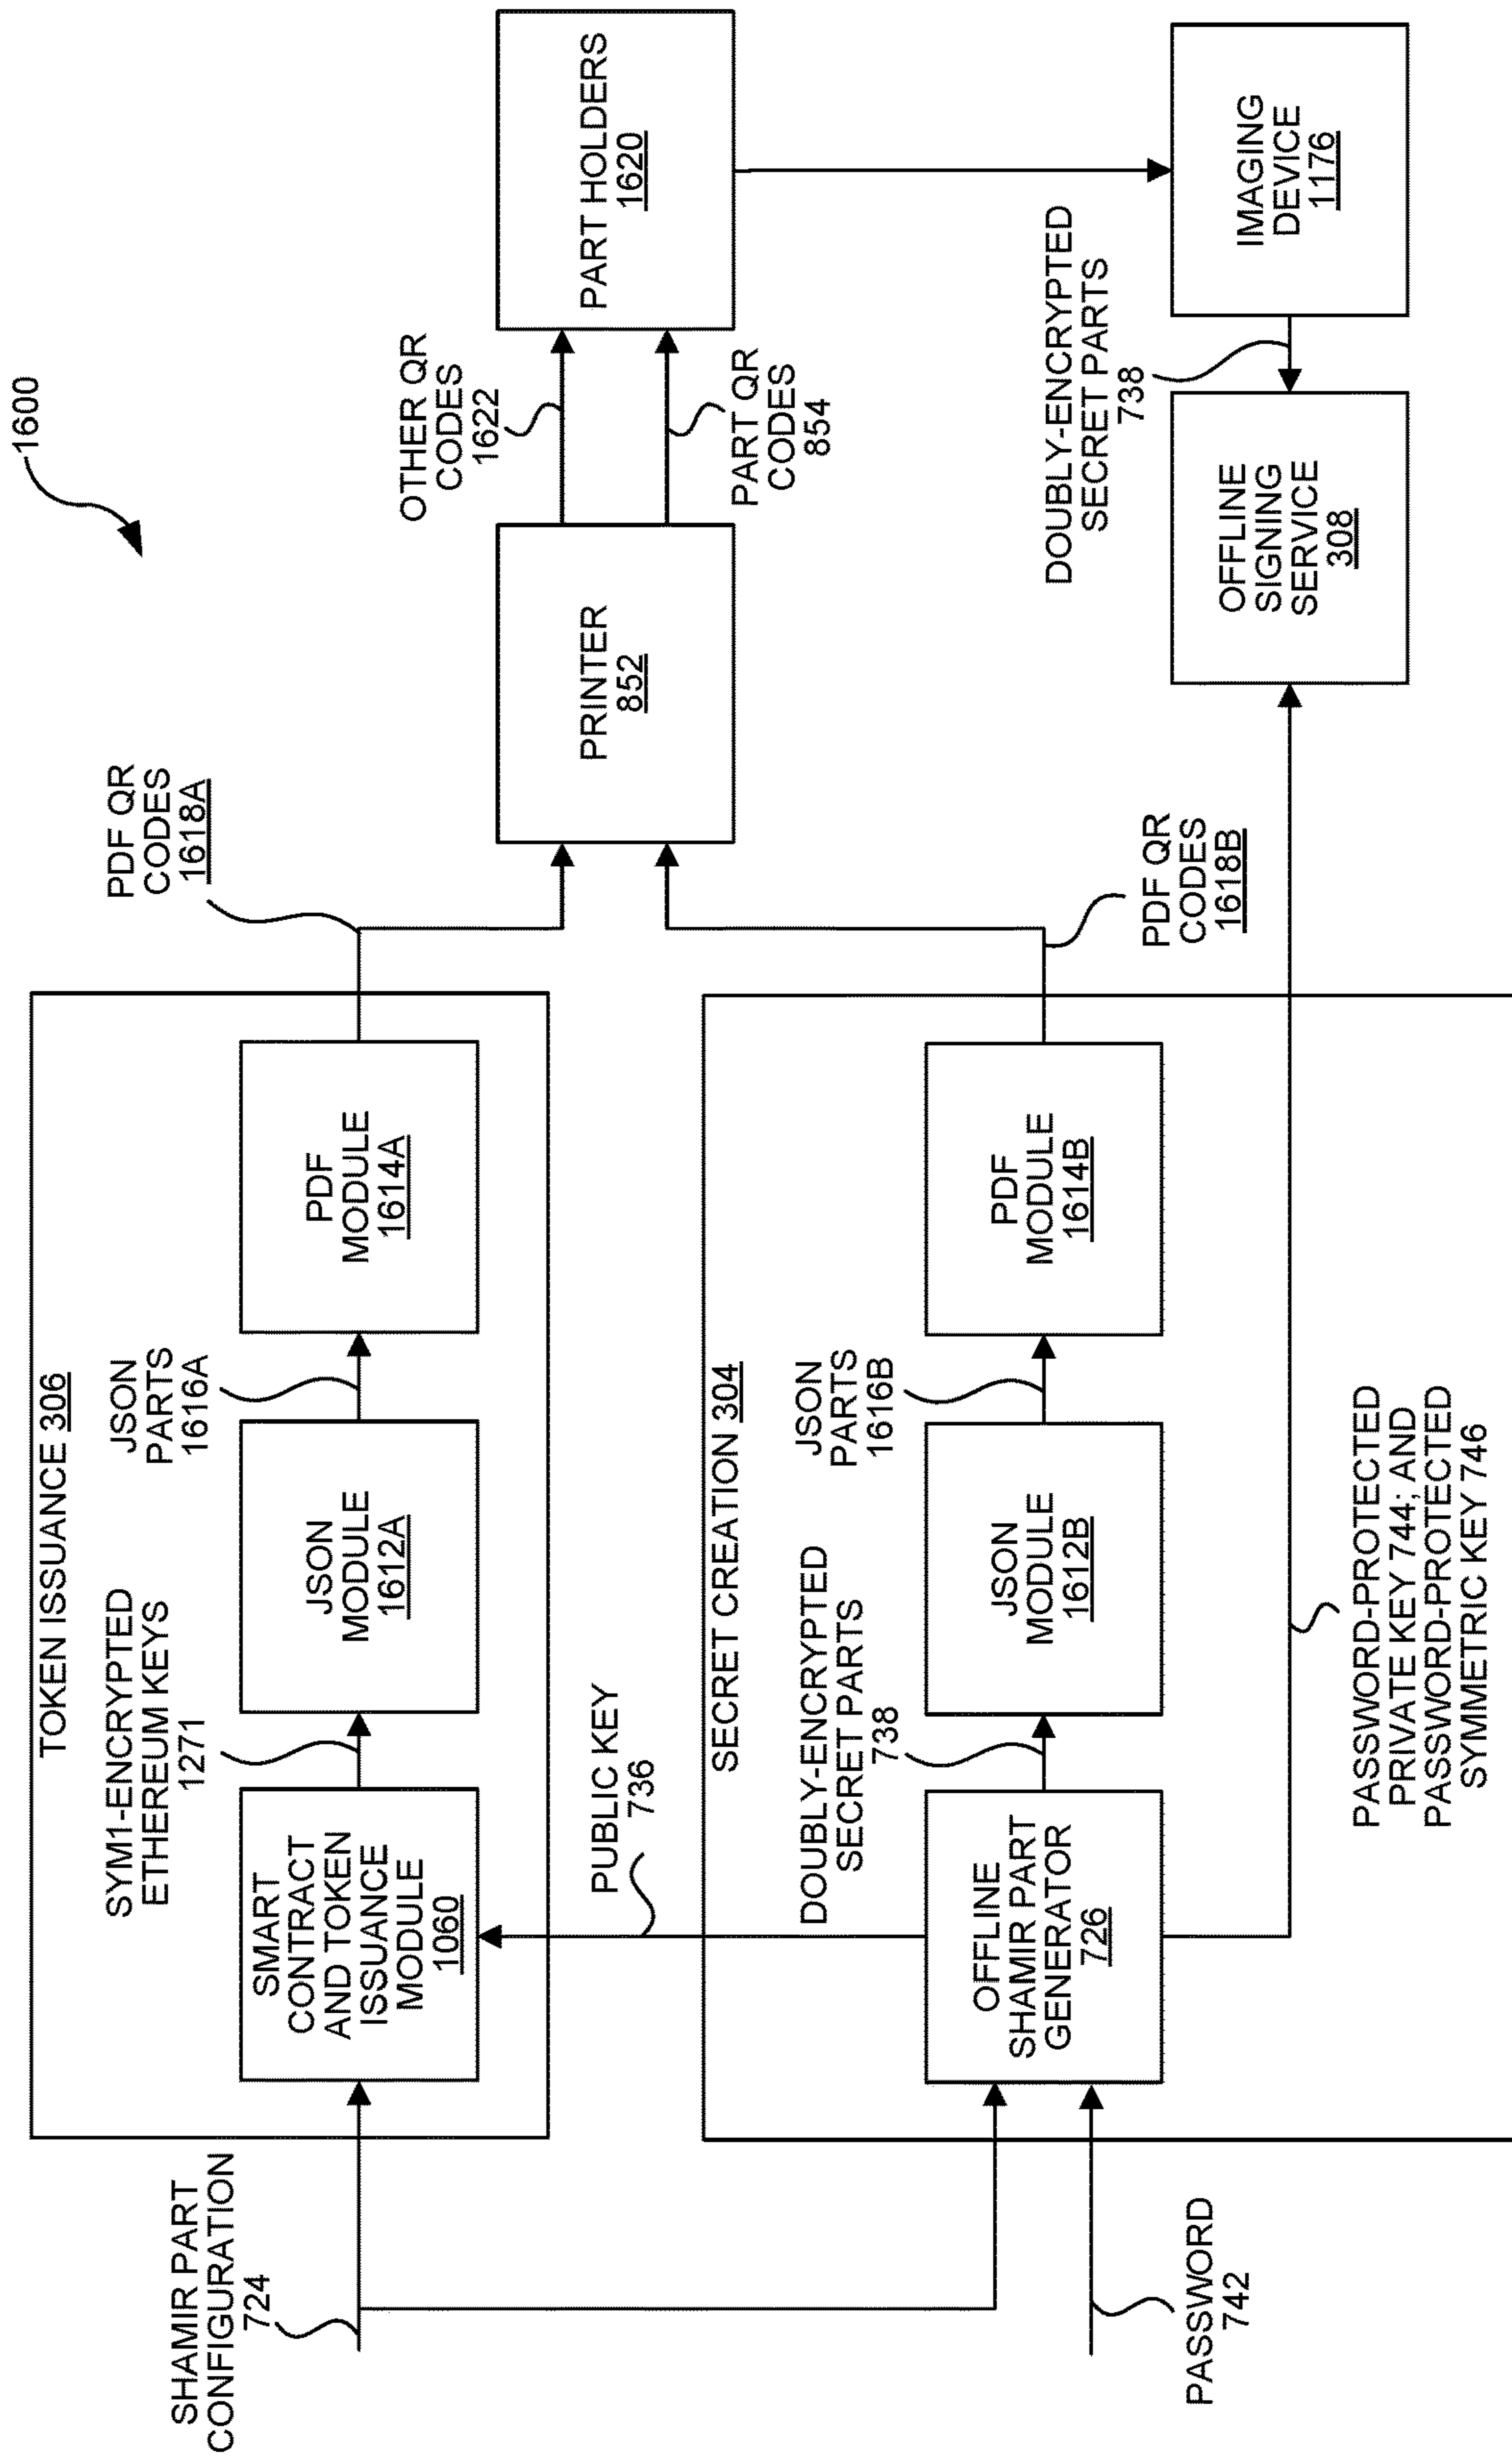 1600
SHAMIR PART
CONFIGURATION
724
TOKEN ISSUANCE 306
SMART
CONTRACT
AND TOKEN
ISSUANCE
MODULE
1060
SYM1-ENCRYPTED
ETHEREUM KEYS
1271
JSON
MODULE
1612A
JSON
PARTS
1616A
PDF
MODULE
1614A
PDF QR
CODES
1618A
PRINTER
852
OTHER QR
CODES
1622
PART QR
CODES
854
PART HOLDERS
1620
PUBLIC KEY
736
PASSWORD
742
SECRET CREATION 304
OFFLINE
SHAMIR PART
GENERATOR
726
DOUBLY-ENCRYPTED
SECRET PARTS
738
JSON
MODULE
1612B
JSON
PARTS
1616B
PDF
MODULE
1614B
PDF QR
CODES
1618B
PASSWORD-PROTECTED
PRIVATE KEY 744; AND
PASSWORD-PROTECTED
SYMMETRIC KEY 746
OFFLINE
SIGNING
SERVICE
308
DOUBLY-ENCRYPTED
SECRET PARTS
738
IMAGING
DEVICE
1176